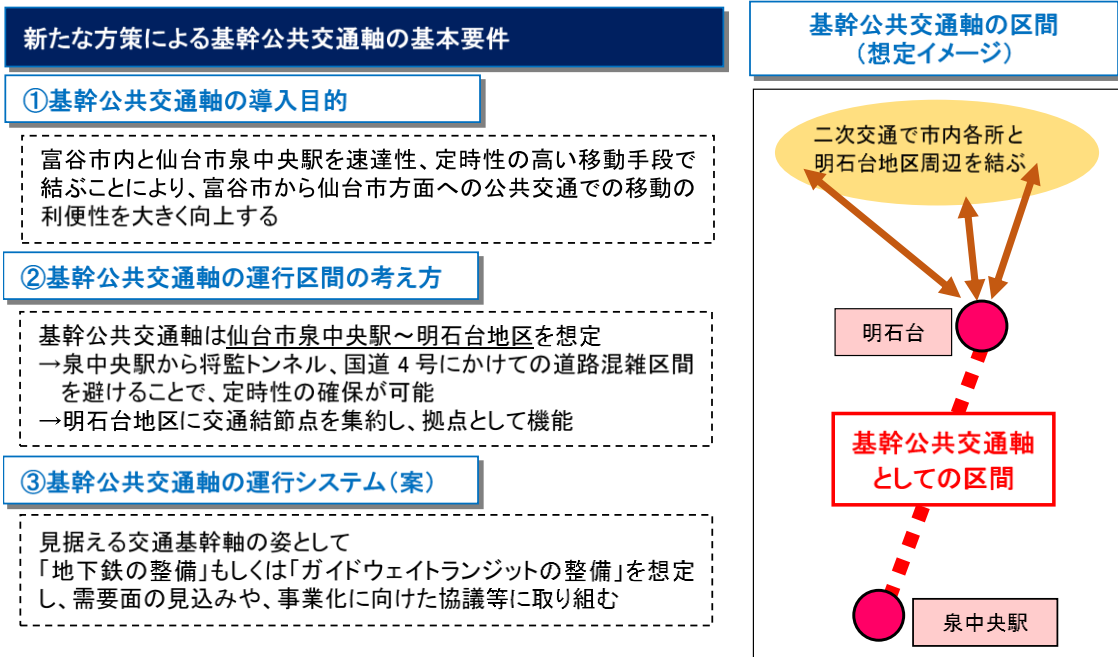 新たな方策による基幹公共交通軸の基本要件
①基幹公共交通軸の導入目的
富谷市内と仙台市泉中央駅を速達性、定時性の高い移動手段で
結ぶことにより、富谷市から仙台市方面への公共交通での移動の
利便性を大きく向上する
②基幹公共交通軸の運行区間の考え方
基幹公共交通軸は仙台市泉中央駅～明石台地区を想定
→泉中央駅から将監トンネル、国道4号にかけての道路混雑区間
を避けることで、定時性の確保が可能
→明石台地区に交通結節点を集約し、拠点として機能
③基幹公共交通軸の運行システム（案）
見据える交通基幹軸の姿として
「地下鉄の整備」もしくは「ガイドウェイトランジットの整備」を想定
し、需要面の見込みや、事業化に向けた協議等に取り組む
基幹公共交通軸の区間
（想定イメージ）
二次交通で市内各所と
明石台地区周辺を結ぶ
明石台
基幹公共交通軸
としての区間
泉中央駅